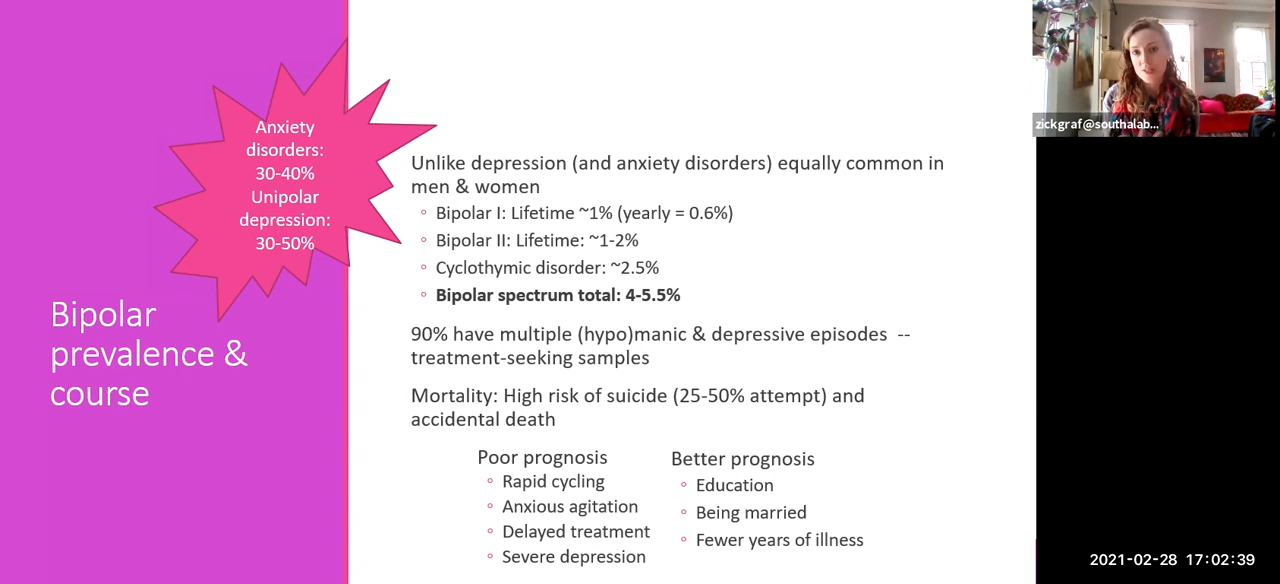 Anxiety
disorders:
30-40%
Unipolar
depression:
30-50%
Bipolar
prevalence &
course
Unlike depression (and anxiety disorders) equally common in
men & women
Bipolar I: Lifetime ~1% (yearly = 0.6%)
Bipolar II: Lifetime: ~1-2%
Cyclothymic disorder: ~2.5%
Bipolar spectrum total: 4-5.5%
90% have multiple (hypo)manic & depressive episodes --
treatment-seeking samples
Mortality: High risk of suicide (25-50% attempt) and
accidental death
Poor prognosis
Rapid cycling
Anxious agitation
Delayed treatment
Severe depression
Better prognosis
Education
Being married
Fewer years of illness
zickgraf@southalab...
2021-02-28 17:02:39